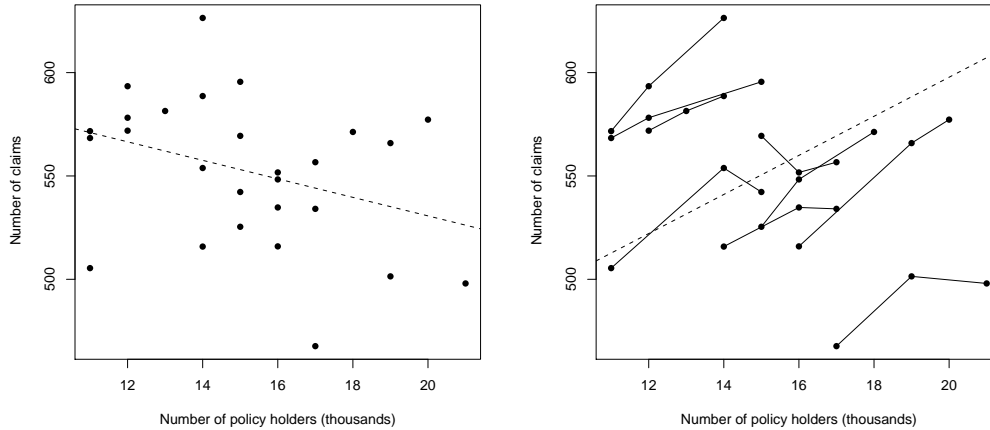 600
550
500
Number of claims
12 14 16 18 20
Number of policy holders (thousands)
600
550
500
Number of claims
12 14 16 18 20
Number of policy holders (thousands)